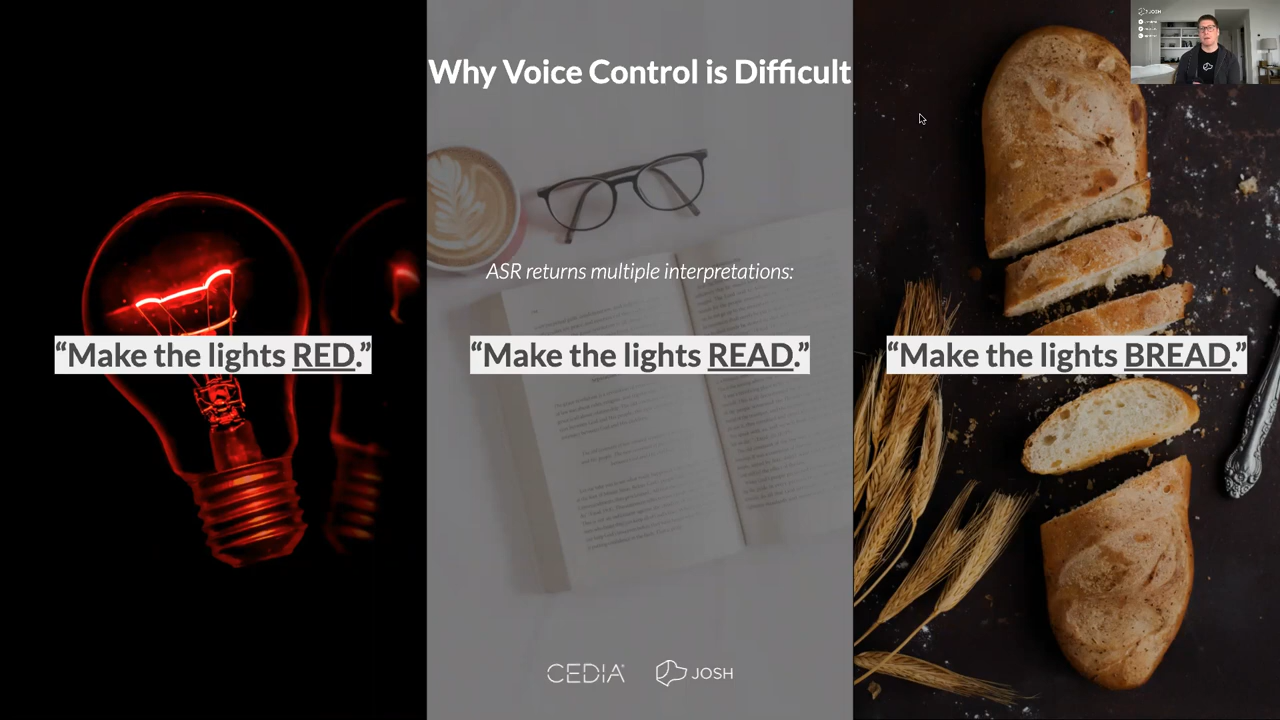 Why Voice Control is Difficult
ASR returns multiple interpretations:
“Make the lights RED.”
“Make the lights READ.”
“Make the lights BREAD.”
CEDIA
JOSH
JOSH